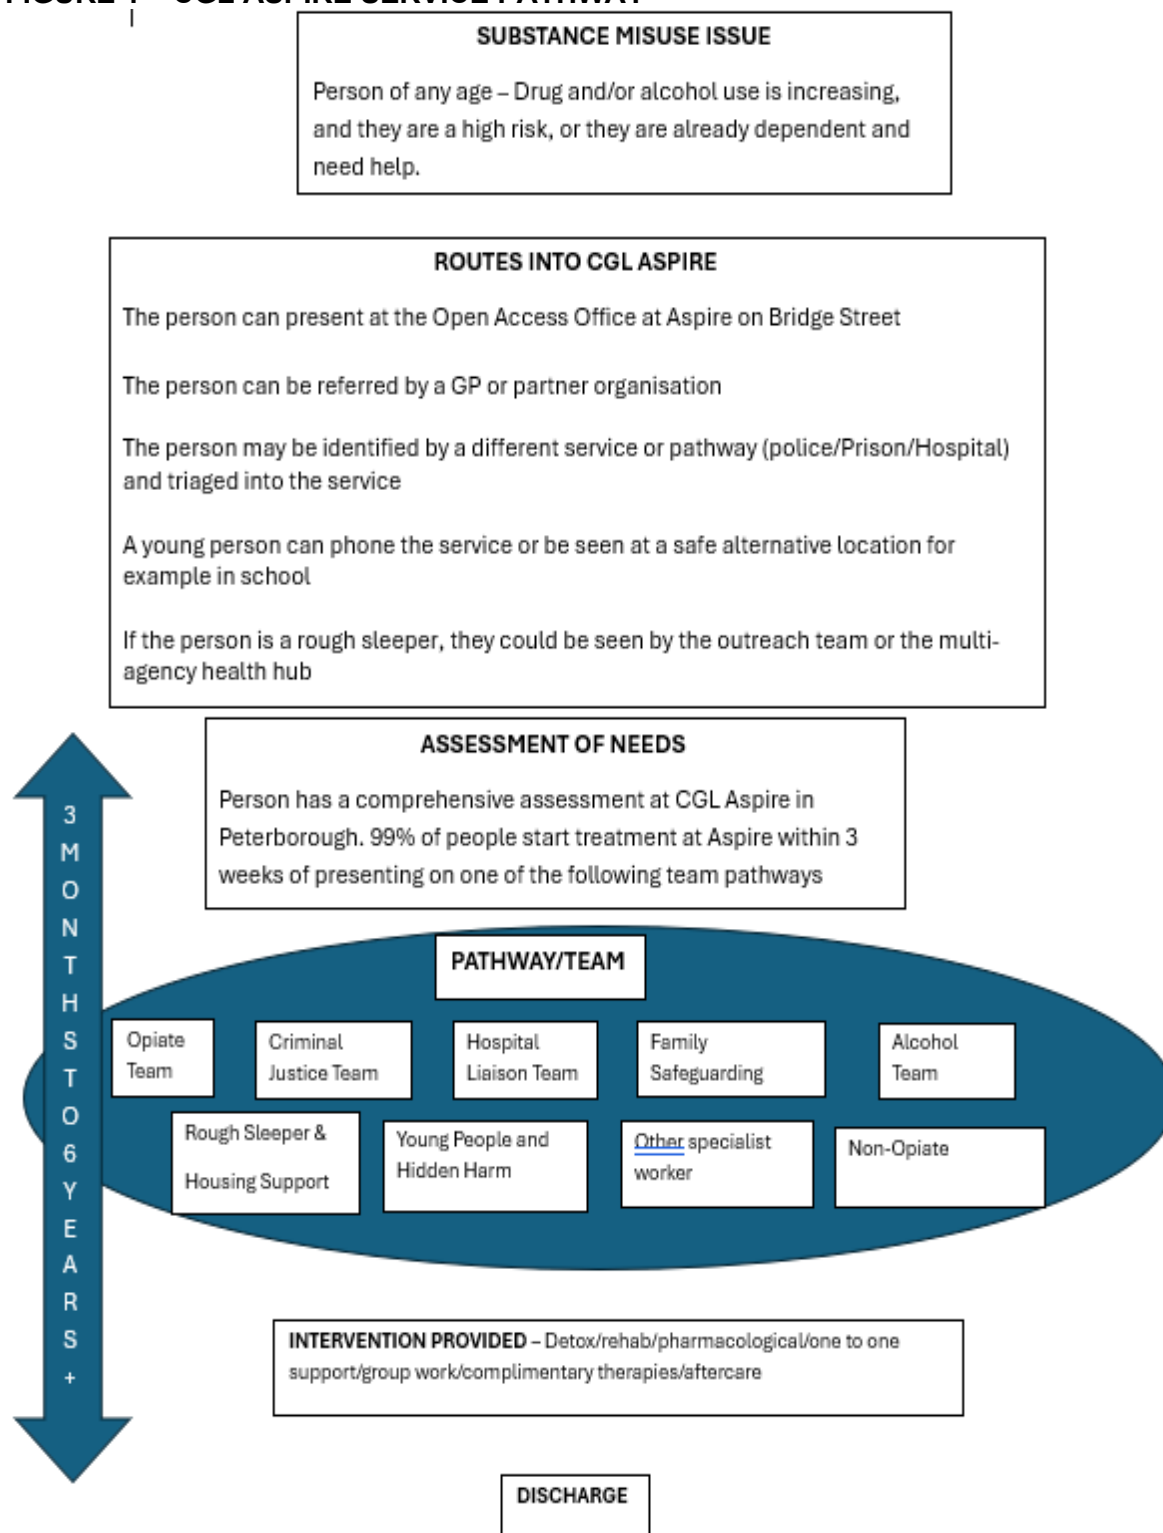 CGL ASPIRE SERVICE PATHWAY
SUBSTANCE MISUSE ISSUE
Person of any age – Drug and/or alcohol use is increasing,
and they are a high risk, or they are already dependent and
need help.
ROUTES INTO CGL ASPIRE
The person can present at the Open Access Office at Aspire on Bridge Street
The person can be referred by a GP or partner organisation
The person may be identified by a different service or pathway (police/Prison/Hospital)
and triaged into the service
A young person can phone the service or be seen at a safe alternative location for
example in school
If the person is a rough sleeper, they could be seen by the outreach team or the multi-
agency health hub
ASSESSMENT OF NEEDS
Person has a comprehensive assessment at CGL Aspire in
Peterborough. 99% of people start treatment at Aspire within 3
weeks of presenting on one of the following team pathways
3 MONTHS TO 6 YEARS +
PATHWAY/TEAM
Opiate
Team
Criminal
Justice Team
Hospital
Liaison Team
Family
Safeguarding
Alcohol
Team
Rough Sleeper &
Housing Support
Young People and
Hidden Harm
Other specialist
worker
Non-Opiate
INTERVENTION PROVIDED – Detox/rehab/pharmacological/one to one
support/group work/complimentary therapies/aftercare
DISCHARGE